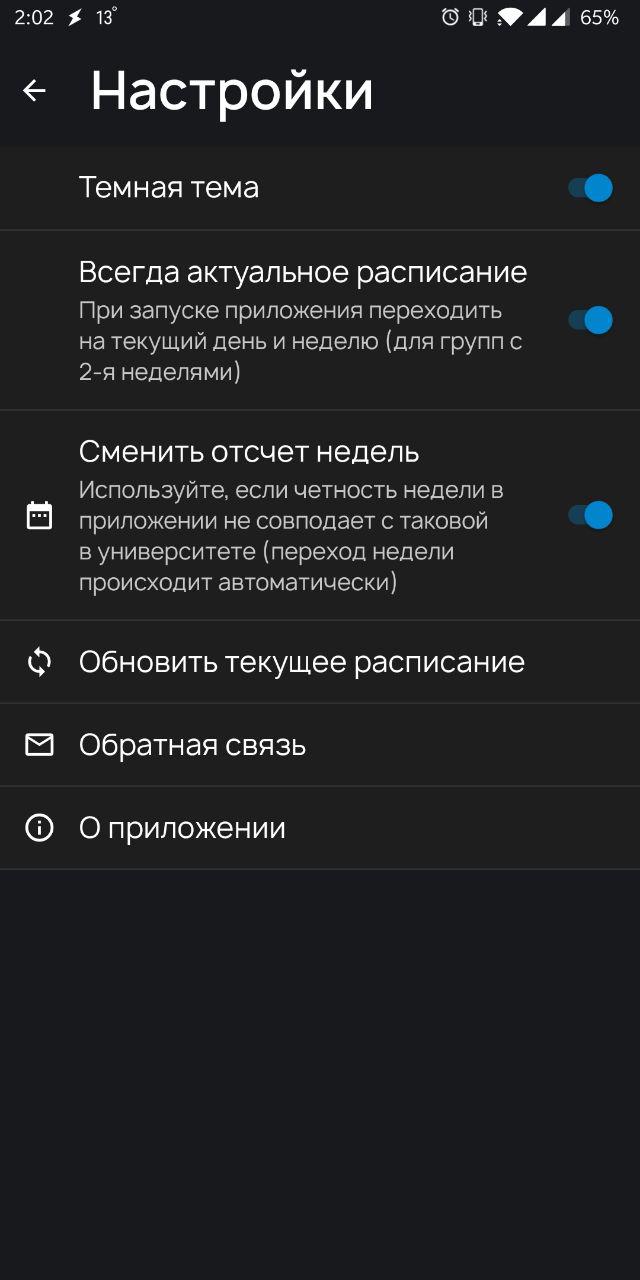 2:02 13° 65%
Настройки
Темная тема
Всегда актуальное расписание
При запуске приложения переходить
на текущий день и неделю (для групп с
2-я неделями)
Сменить отсчет недель
Используйте, если четность недели в
приложении не совподает с таковой
в университете (переход недели
происходит автоматически)
Обновить текущее расписание
Обратная связь
О приложении